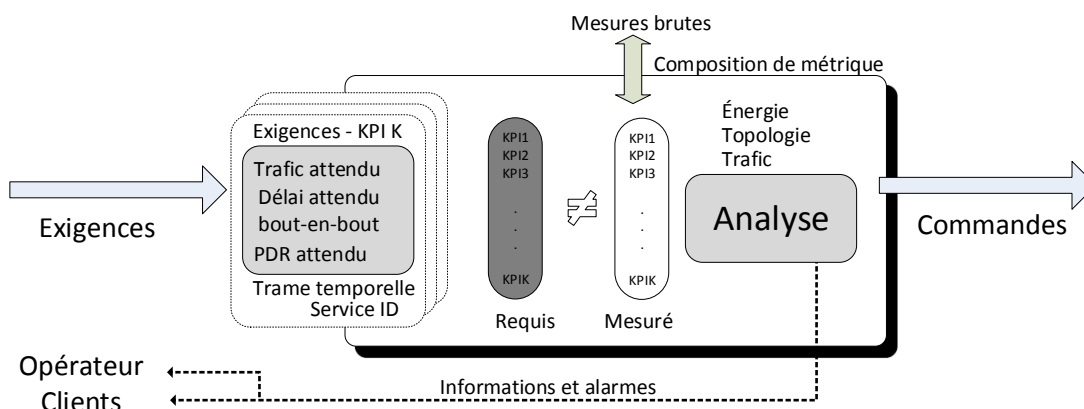 Mesures brutes
Composition de métrique
Exigences - KPI K
Trafic attendu
Délai attendu
bout-en-bout
PDR attendu
Trame temporelle
Service ID
Exigences
KPI1
KPI2
KPI3
.
.
.
KPIK
Requis
≠
KPI1
KPI2
KPI3
.
.
.
KPIK
Mesuré
Énergie
Topologie
Trafic
Analyse
Commandes
Informations et alarmes
Opérateur
Clients